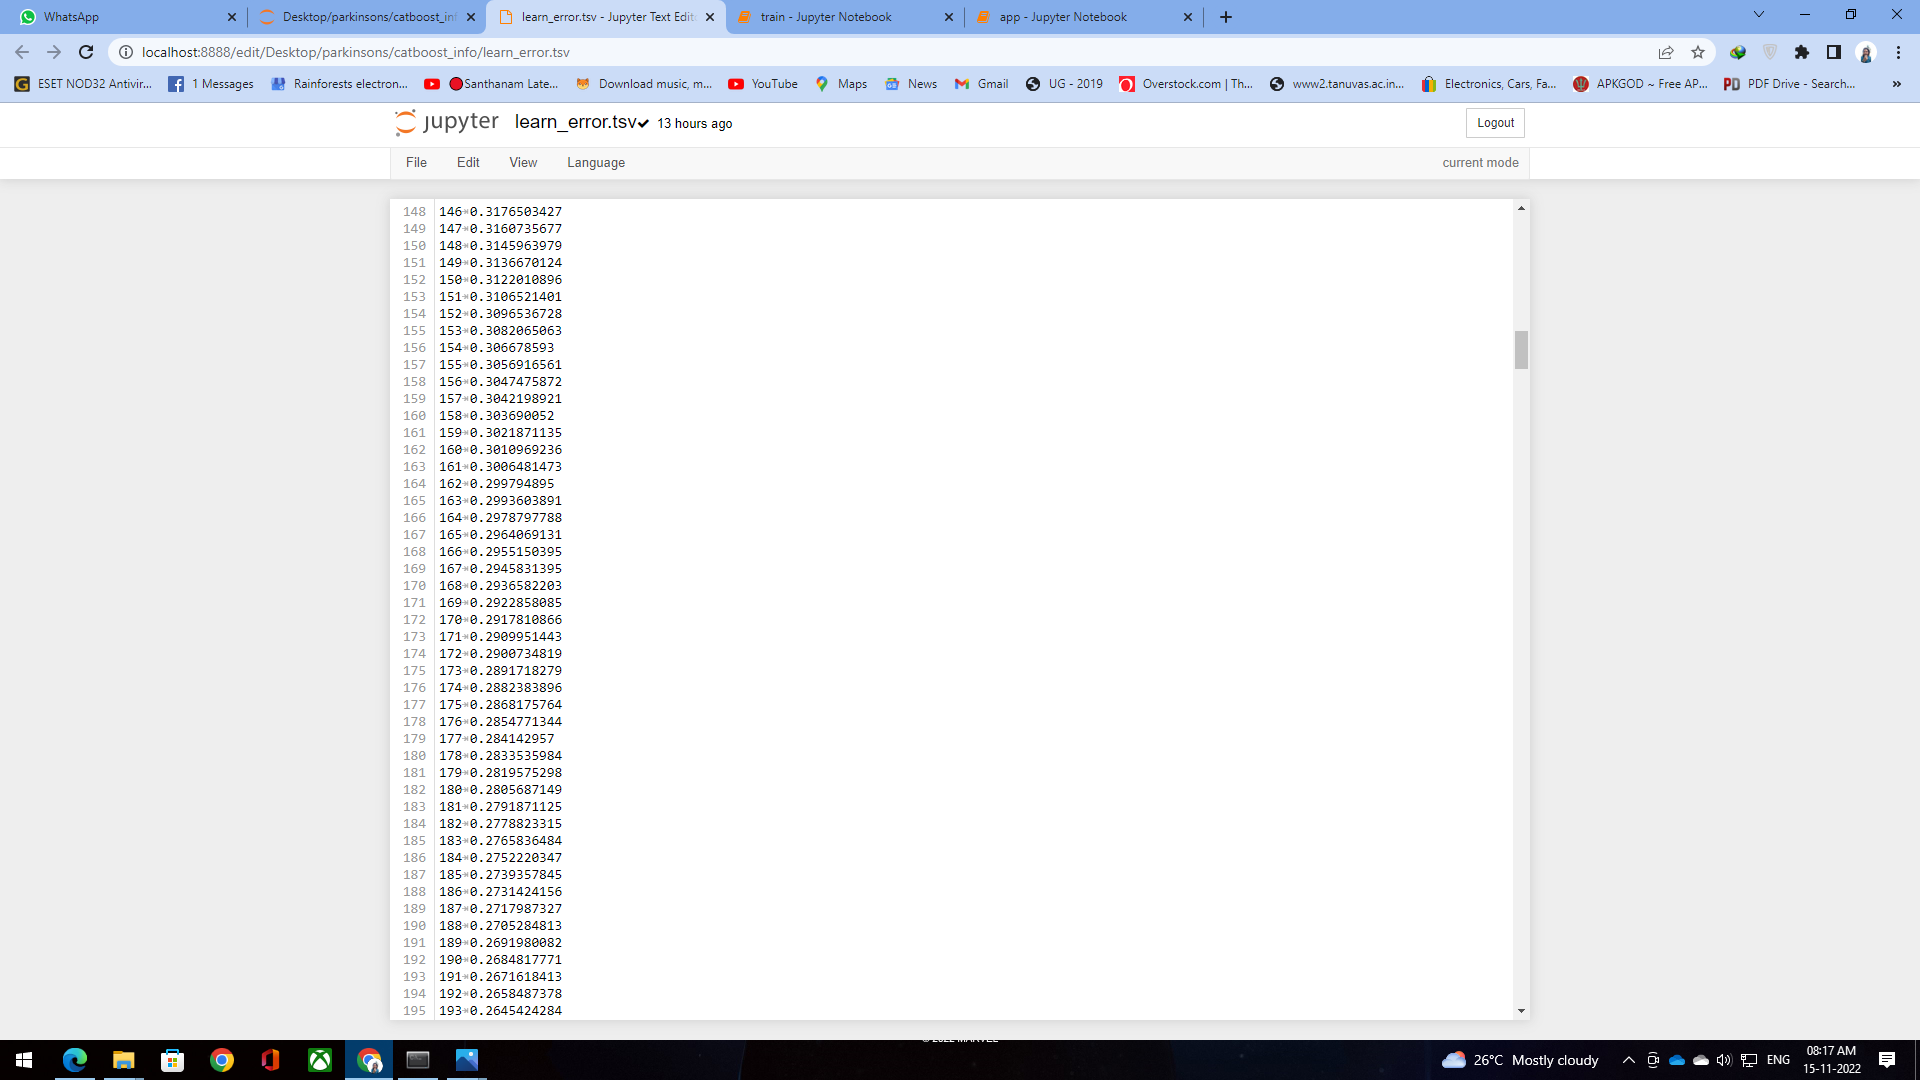 WhatsApp
Desktop/parkinsons/catboost_inf
learn_error.tsv - Jupyter Text Edit
train - Jupyter Notebook
app - Jupyter Notebook
localhost:8888/edit/Desktop/parkinsons/catboost_info/learn_error.tsv
ESET NOD32 Antivir...
1 Messages
Rainforests electron...
Santhanam Late...
Download music, m...
YouTube
Maps
News
Gmail
UG - 2019
Overstock.com | Th...
www2.tanuvas.ac.in...
Electronics, Cars, Fa...
APKGOD ~ Free AP...
PDF Drive - Search...
»
jupyter learn_error.tsv 13 hours ago
Logout
File Edit View Language
current mode
148 146 0.3176503427
149 147 0.3160735677
150 148 0.3145963979
151 149 0.3136670124
152 150 0.3122010896
153 151 0.3106521401
154 152 0.3096536728
155 153 0.3082065063
156 154 0.306678593
157 155 0.3056916561
158 156 0.3047475872
159 157 0.3042198921
160 158 0.303690052
161 159 0.3021871135
162 160 0.3010969236
163 161 0.3006481473
164 162 0.299794895
165 163 0.2993603891
166 164 0.2978797788
167 165 0.2964069131
168 166 0.2955150395
169 167 0.2945831395
170 168 0.2936582203
171 169 0.2922858085
172 170 0.2917810866
173 171 0.2909951443
174 172 0.2900734819
175 173 0.2891718279
176 174 0.2882383896
177 175 0.2868175764
178 176 0.2854771344
179 177 0.284142957
180 178 0.2833535984
181 179 0.2819575298
182 180 0.2805687149
183 181 0.2791871125
184 182 0.2778823315
185 183 0.2765836484
186 184 0.2752220347
187 185 0.2739357845
188 186 0.2731424156
189 187 0.2717987327
190 188 0.2705284813
191 189 0.2691980082
192 190 0.2684817771
193 191 0.2671618413
194 192 0.2658487378
195 193 0.2645424284
© 2022 MARVEL
26°C Mostly cloudy
ENG
08:17 AM
15-11-2022